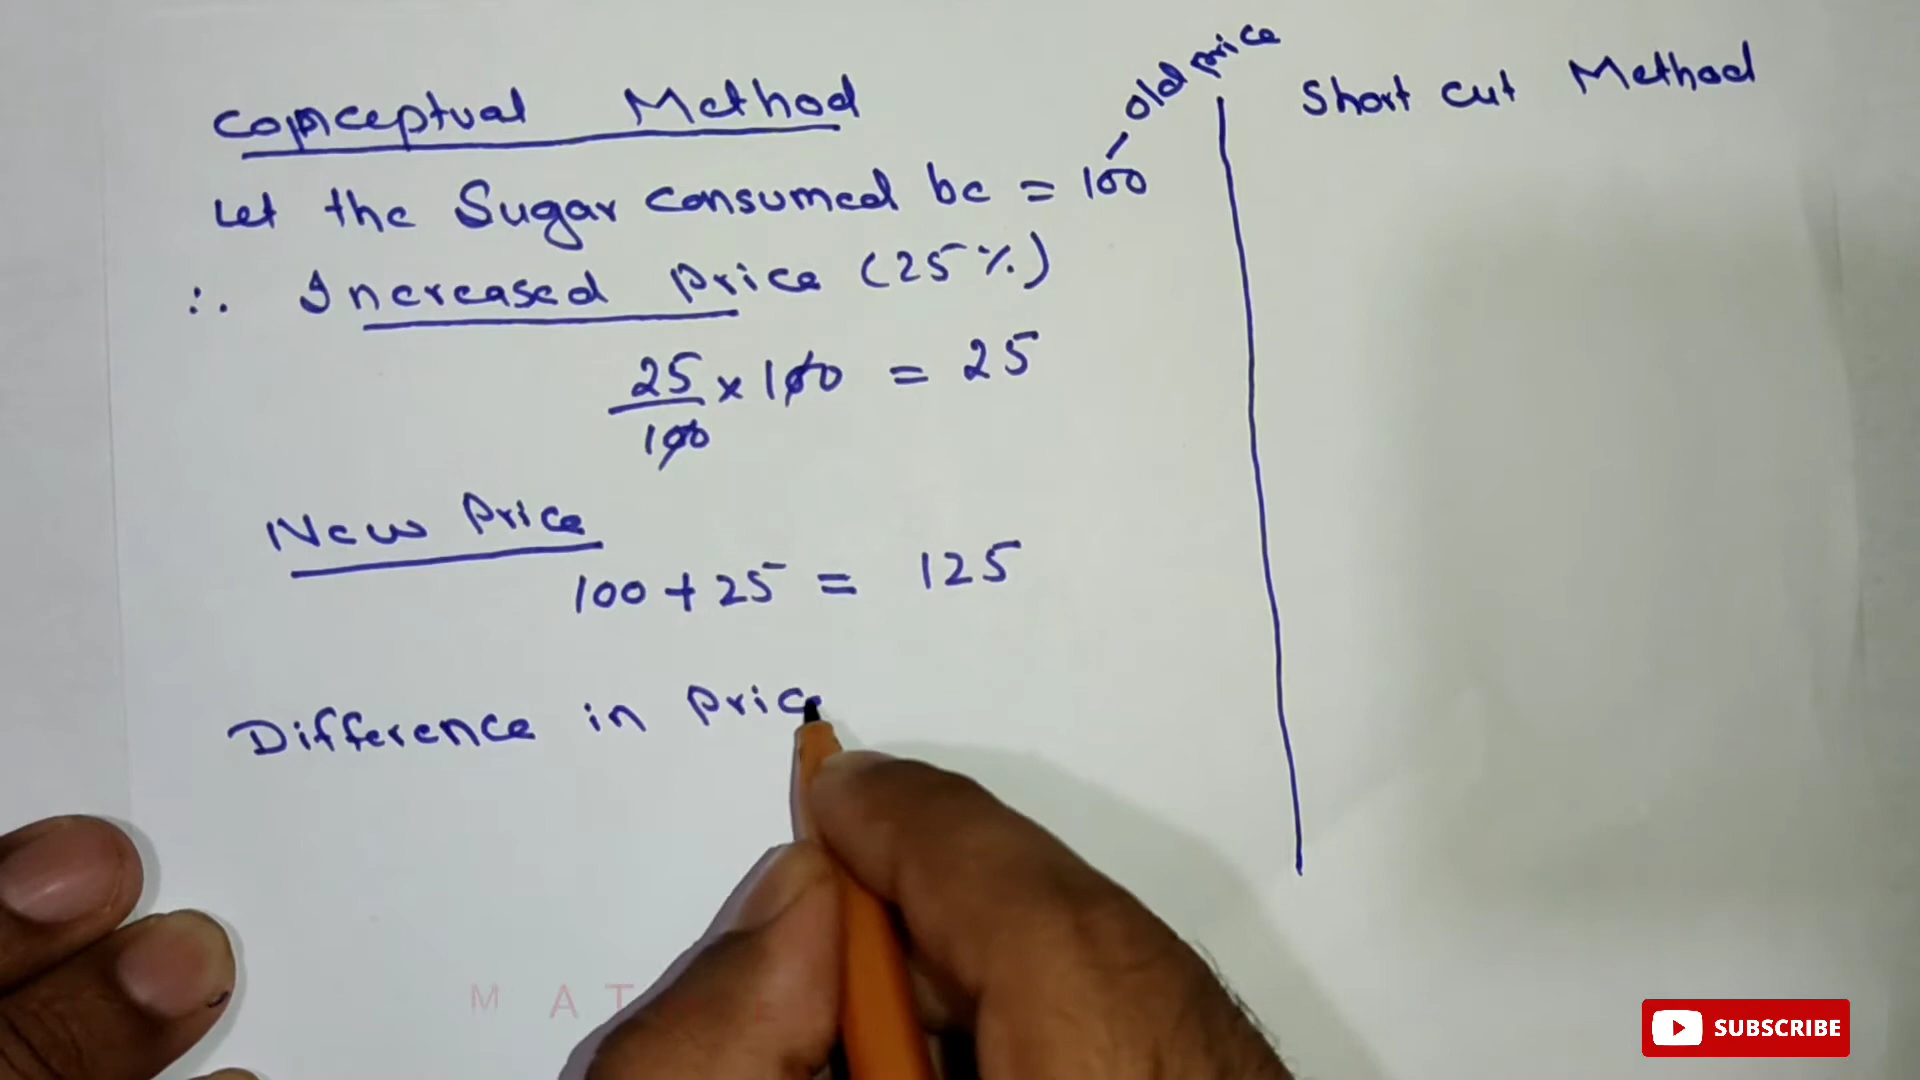 Conceptual Method
old price
Let the Sugar consumed be = 100
∴ Increased Price (25%)
25/100 × 100 = 25
New Price
100 + 25 = 125
Difference in Price
Short cut Method
M A T
SUBSCRIBE